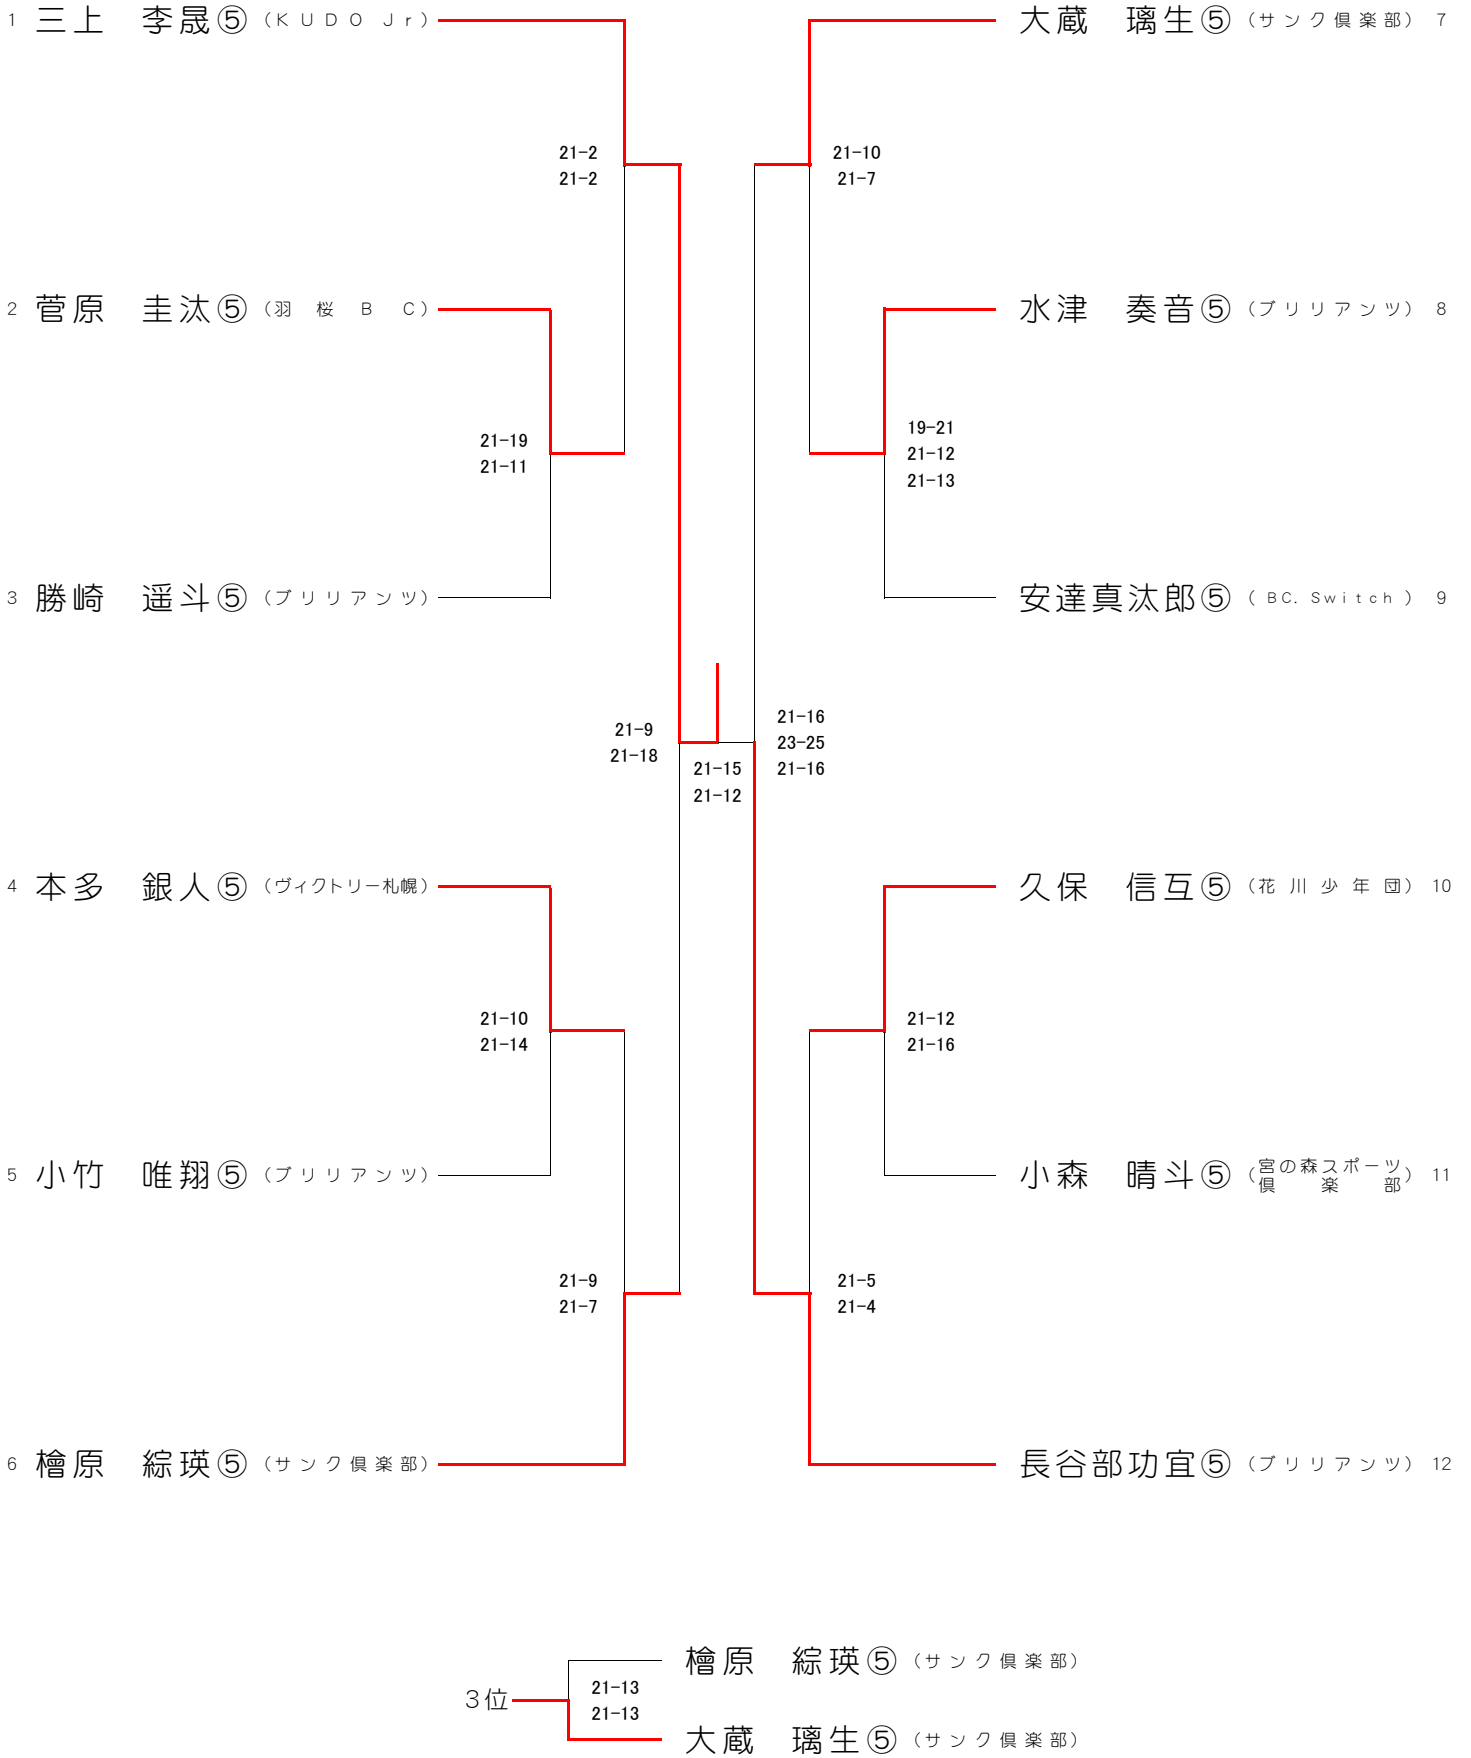 1 三上 李晟⑤ (KUDO Jr)
大蔵 璃生⑤ (サンク倶楽部) 7
21-2
21-2
21-10
21-7
2 菅原 圭汰⑤ (羽桜BC)
水津 奏音⑤ (ブリリアンツ) 8
21-19
21-11
19-21
21-12
21-13
3 勝崎 遥斗⑤ (ブリリアンツ)
安達真汰郎⑤ (BC. Switch) 9
21-9
21-18
21-15
21-12
21-16
23-25
21-16
4 本多 銀人⑤ (ヴィクトリー札幌)
久保 信互⑤ (花川少年団) 10
21-10
21-14
21-12
21-16
5 小竹 唯翔⑤ (ブリリアンツ)
小森 晴斗⑤ (宮の森スポーツ
倶楽部) 11
21-9
21-7
21-5
21-4
6 檜原 綜瑛⑤ (サンク倶楽部)
長谷部功宜⑤ (ブリリアンツ) 12
檜原 綜瑛⑤ (サンク倶楽部)
3位
21-13
21-13
大蔵 璃生⑤ (サンク倶楽部)